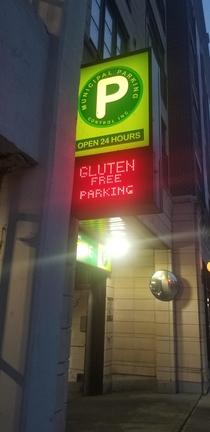 MUNICIPAL PARKING
P
CONTROL INC.
OPEN 24 HOURS
GLUTEN
FREE
PARKING